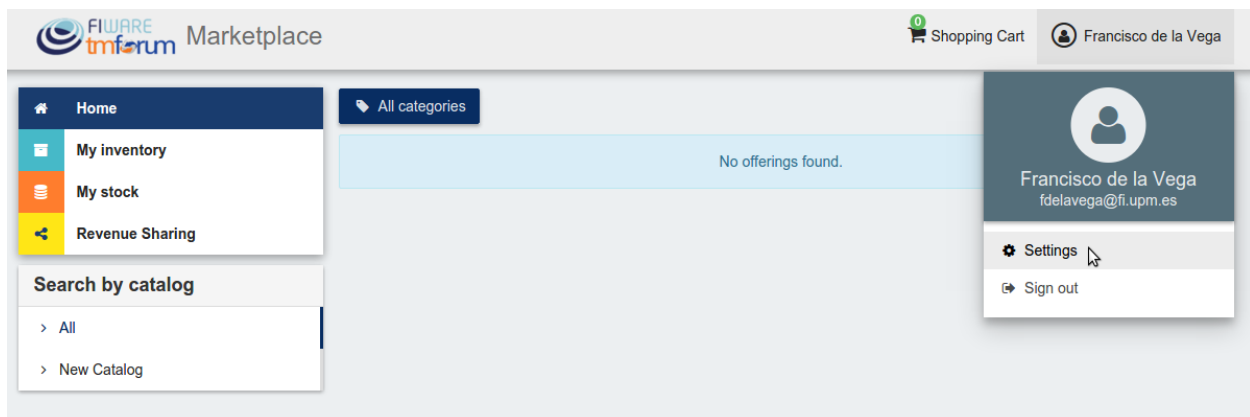 FIWARE
tmforum
Marketplace
0
Shopping Cart
Francisco de la Vega
Home
My inventory
My stock
Revenue Sharing
Search by catalog
All
New Catalog
All categories
No offerings found.
Francisco de la Vega
fdelavega@fi.upm.es
Settings
Sign out